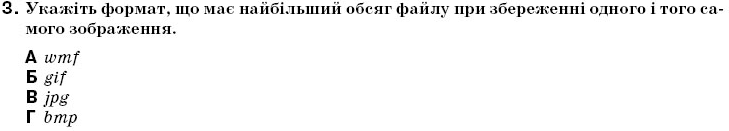 3. Укажіть формат, що має найбільший обсяг файлу при збереженні одного і того са-
мого зображення.
А wmf
Б gif
В jpg
Г bmp